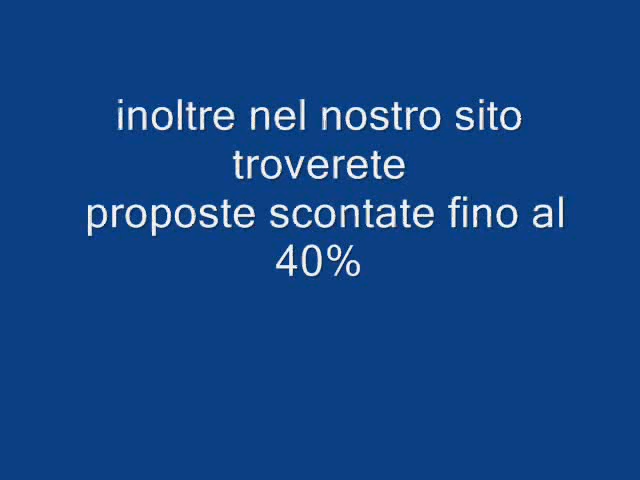 inoltre nel nostro sito
troverete
proposte scontate fino al
40%